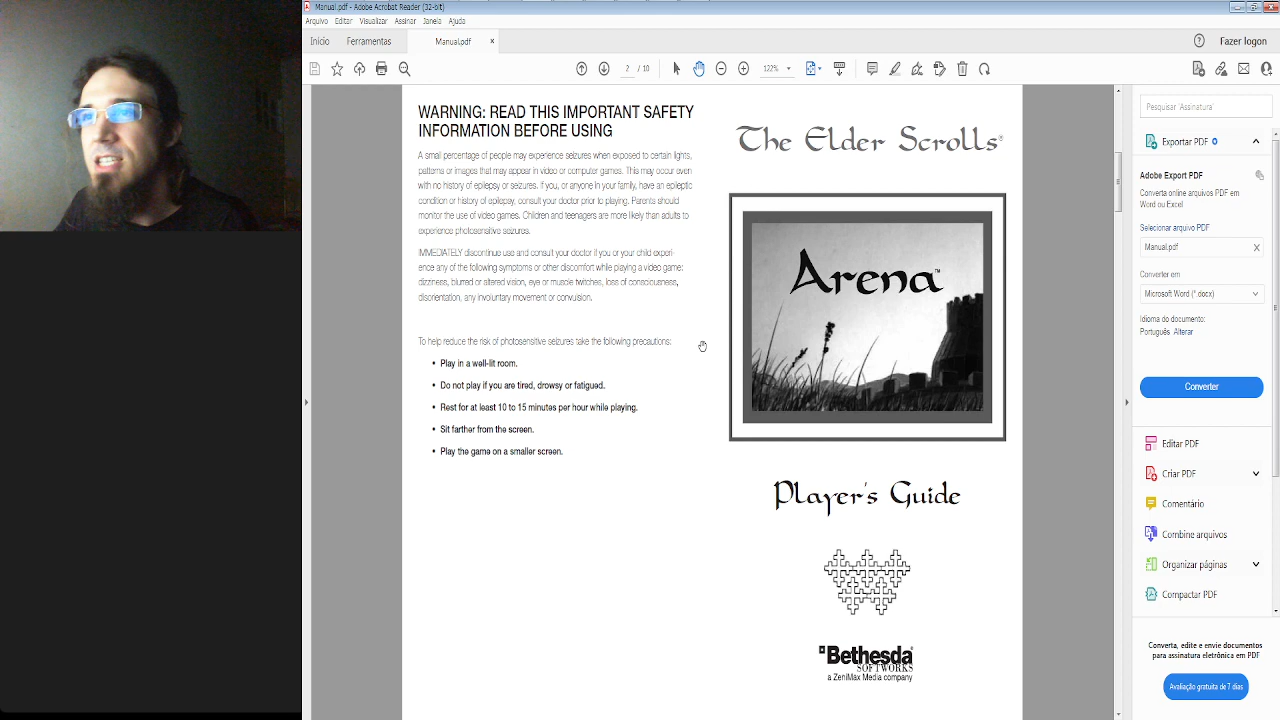 Manual.pdf - Adobe Acrobat Reader (32-bit)
Arquivo Editar Visualizar Assinar Janela Ajuda
Início Ferramentas Manual.pdf x Fazer logon
2 / 10 122%
WARNING: READ THIS IMPORTANT SAFETY
INFORMATION BEFORE USING
A small percentage of people may experience seizures when exposed to certain lights,
patterns or images that may appear in video or computer games. This may occur even
with no history of epilepsy or seizures. If you, or anyone in your family, have an epileptic
condition or history of epilepsy, consult your doctor prior to playing. Parents should
monitor the use of video games. Children and teenagers are more likely than adults to
experience photosensitive seizures.
IMMEDIATELY discontinue use and consult your doctor if you or your child experi-
ence any of the following symptoms or other discomfort while playing a video game:
dizziness, blurred or altered vision, eye or muscle twitches, loss of consciousness,
disorientation, any involuntary movement or convulsion.
To help reduce the risk of photosensitive seizures take the following precautions:
• Play in a well-lit room.
• Do not play if you are tired, drowsy or fatigued.
• Rest for at least 10 to 15 minutes per hour while playing.
• Sit farther from the screen.
• Play the game on a smaller screen.
The Elder Scrolls®
Arena™
Player's Guide
Bethesda®
SOFTWORKS
a ZeniMax Media company
Pesquisar 'Assinatura'
Exportar PDF
Adobe Export PDF
Converta online arquivos PDF em
Word ou Excel
Selecionar arquivo PDF
Manual.pdf X
Converter em
Microsoft Word (*.docx)
Idioma do documento:
Português Alterar
Converter
Editar PDF
Criar PDF
Comentário
Combine arquivos
Organizar páginas
Compactar PDF
Converta, edite e envie documentos
para assinatura eletrônica em PDF
Avaliação gratuita de 7 dias